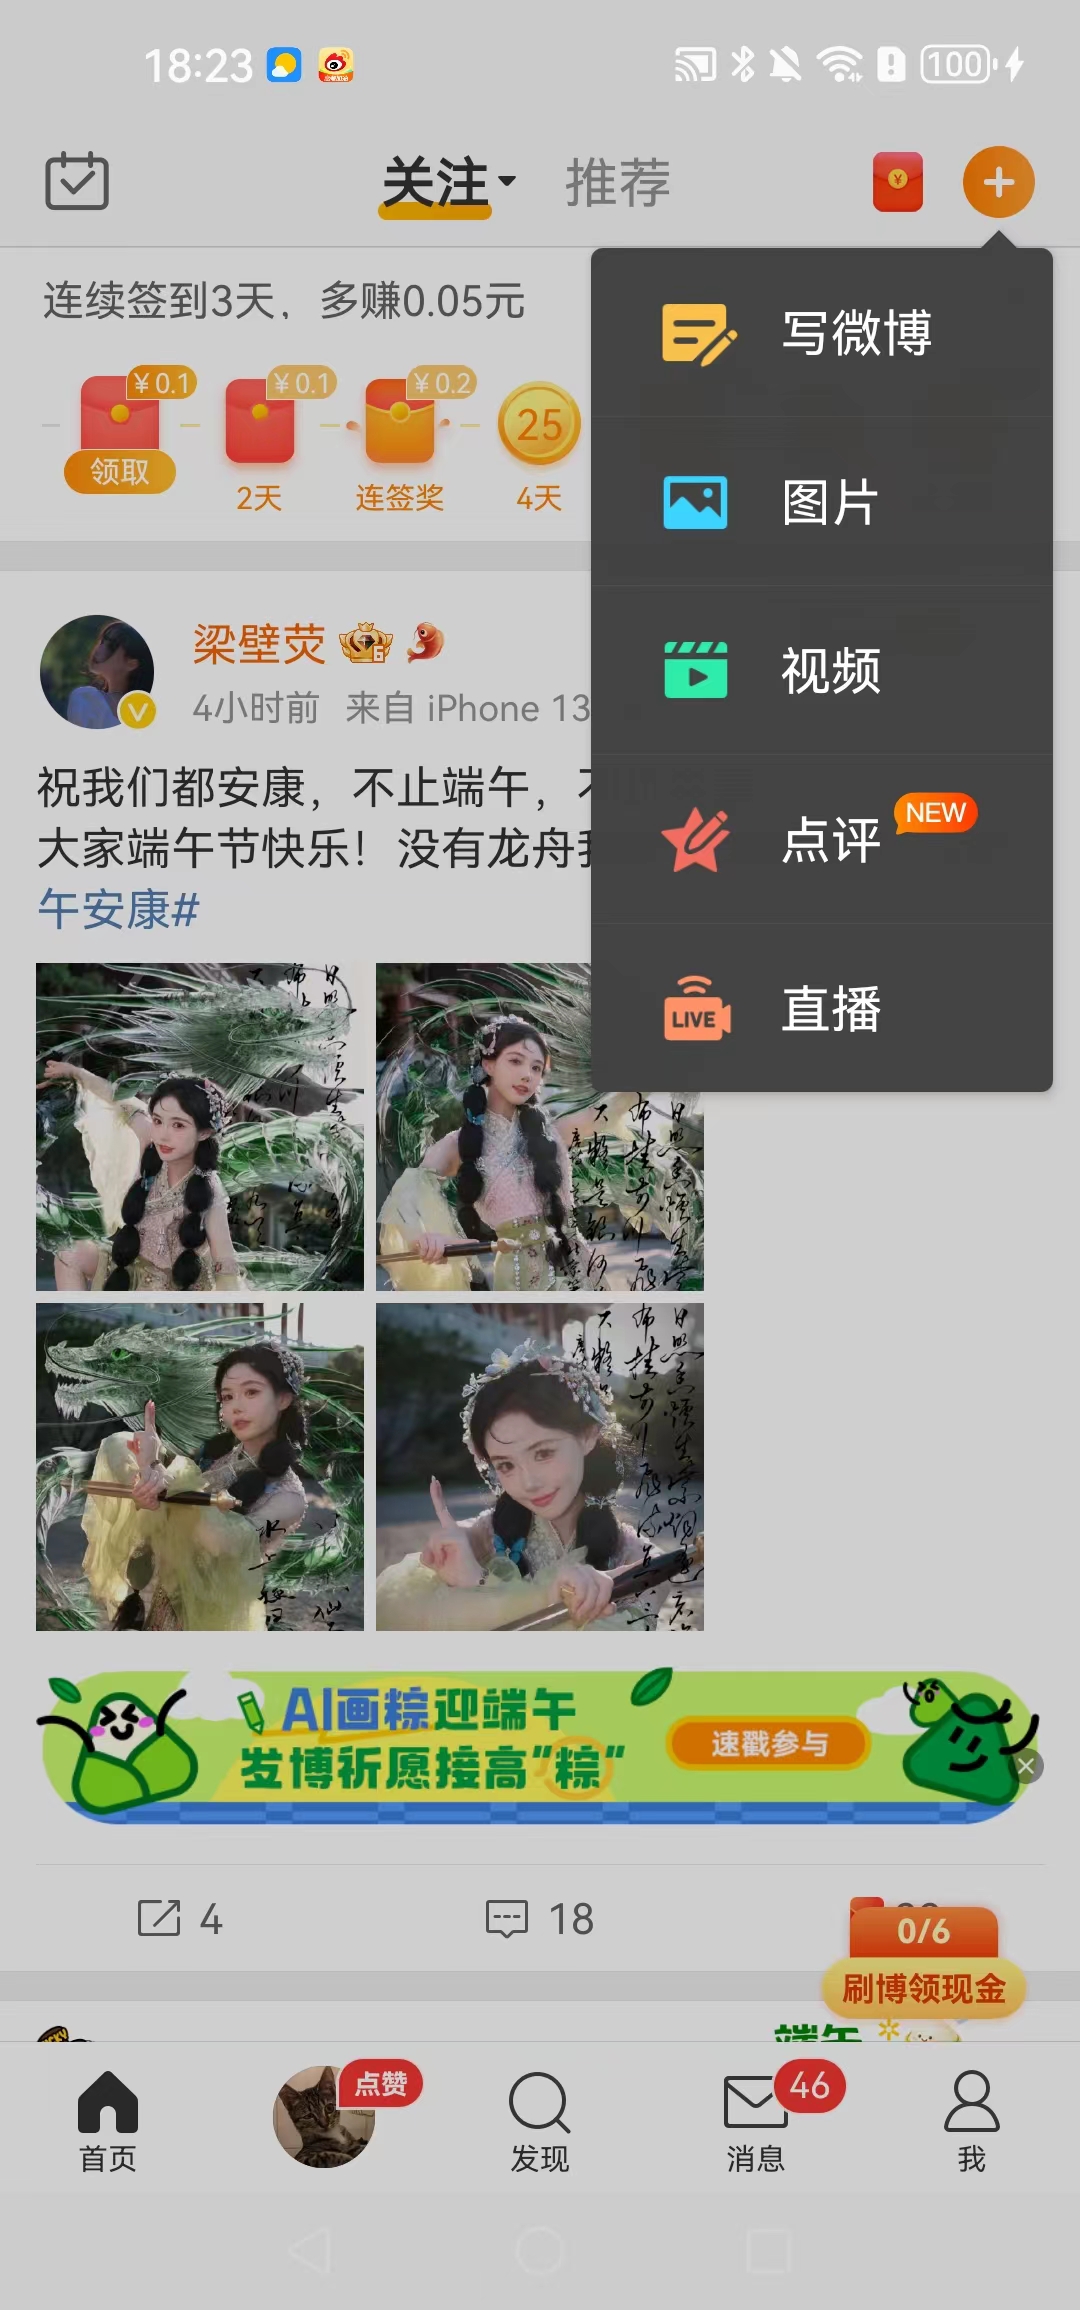 18:23
100
关注
推荐
写微博
图片
视频
点评
NEW
LIVE
直播
连续签到3天，多赚0.05元
¥0.1
¥0.1
¥0.2
25
领取
2天
连签奖
4天
梁壁荧
4小时前 来自 iPhone 13
祝我们都安康，不止端午，
大家端午节快乐！没有龙舟
午安康#
AI画粽迎端午
发博祈愿接高"粽"
速戳参与
4
18
0/6
刷博领现金
端午
首页
点赞
发现
46
消息
我